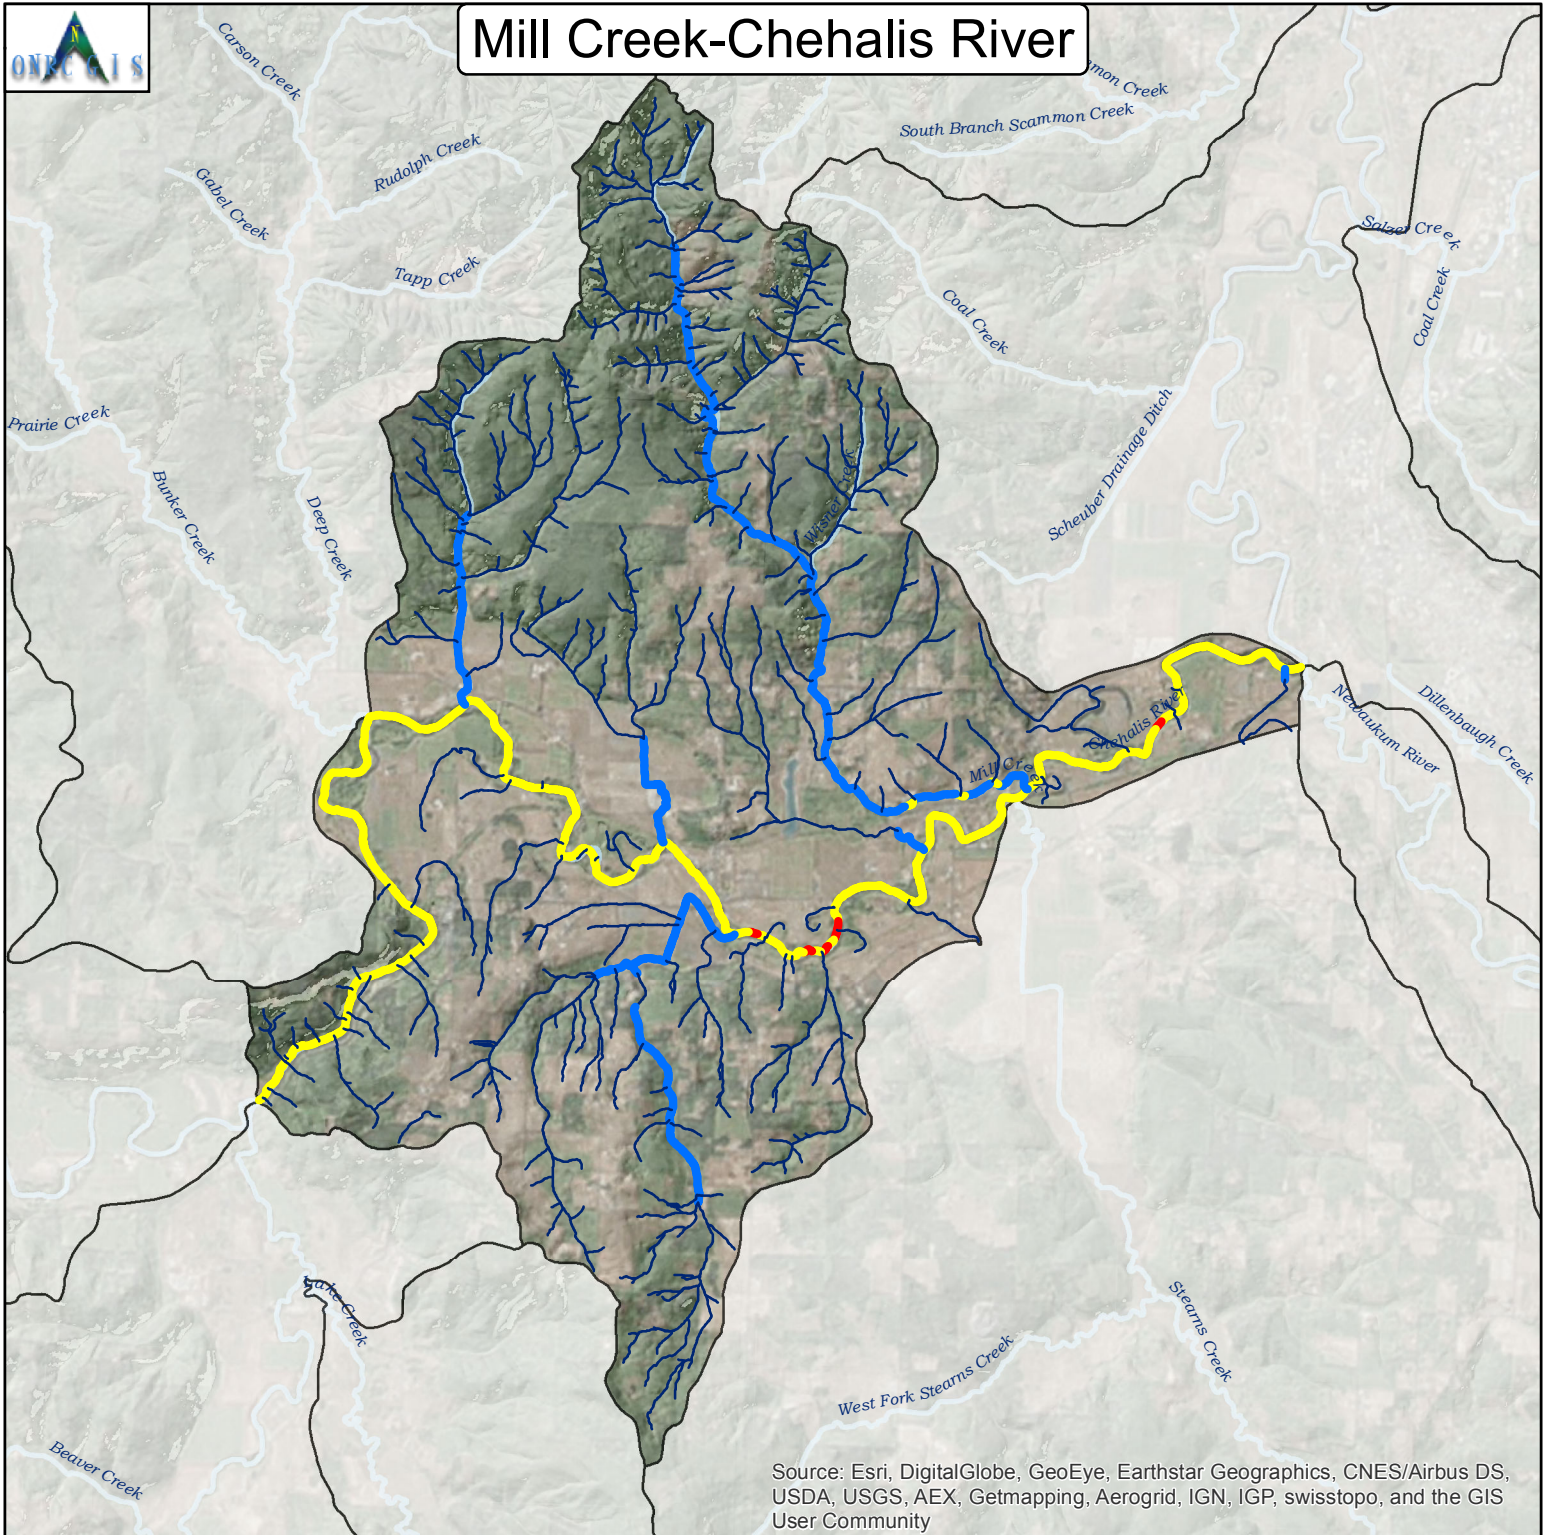 N
ONRC GIS
Mill Creek-Chehalis River
Carson Creek
mmon Creek
South Branch Scammon Creek
Rudolph Creek
Gabel Creek
Salzer Creek
Tapp Creek
Coal Creek
Coal Creek
Prairie Creek
Scheuber Drainage Ditch
Bunker Creek
Deep Creek
Wisner Creek
Chehalis River
Newaukum River
Dillenbaugh Creek
Mill Creek
Lake Creek
Stearns Creek
West Fork Stearns Creek
Beaver Creek
Source: Esri, DigitalGlobe, GeoEye, Earthstar Geographics, CNES/Airbus DS,
USDA, USGS, AEX, Getmapping, Aerogrid, IGN, IGP, swisstopo, and the GIS
User Community